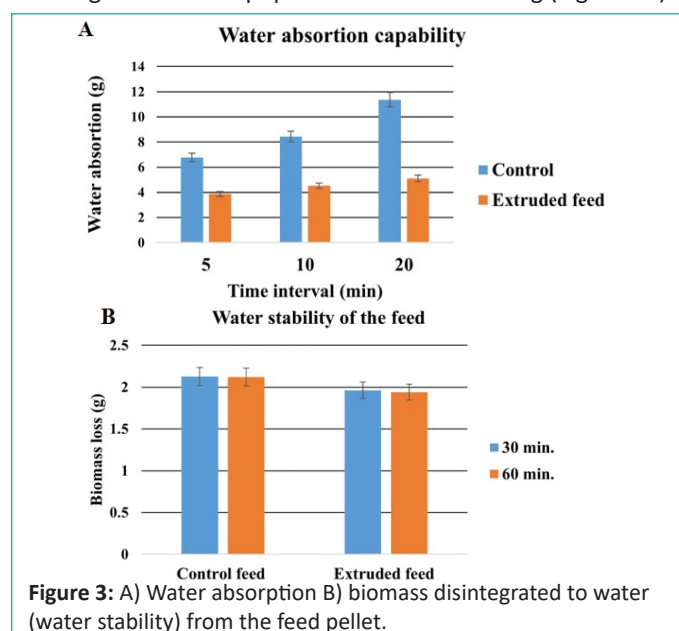 A
Water absortion capability
Water absortion (g)
14
12
10
8
6
4
2
0
5 10 20
Time interval (min)
Control
Extruded feed
B
Water stability of the feed
Biomass loss (g)
2.5
2
1.5
1
0.5
0
Control feed Extruded feed
30 min.
60 min.
Figure 3: A) Water absorption B) biomass disintegrated to water
(water stability) from the feed pellet.